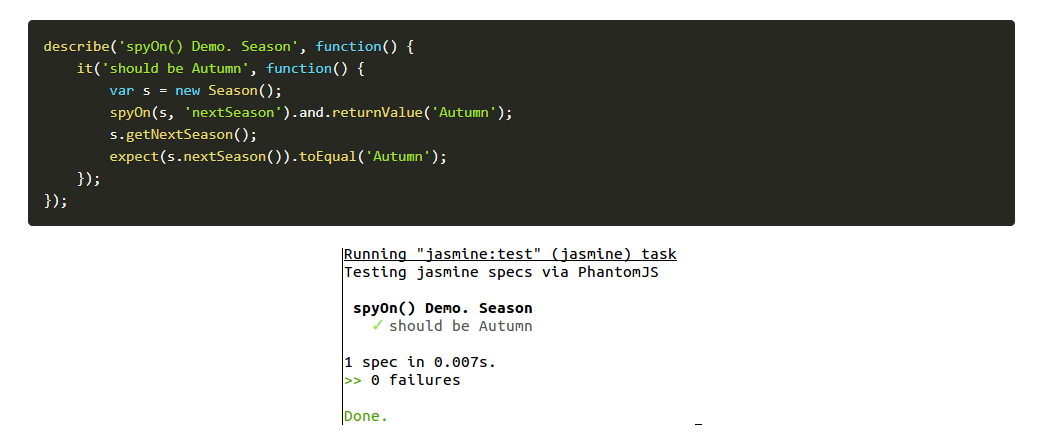 describe('spyOn() Demo. Season', function() {
    it('should be Autumn', function() {
        var s = new Season();
        spyOn(s, 'nextSeason').and.returnValue('Autumn');
        s.getNextSeason();
        expect(s.nextSeason()).toEqual('Autumn');
    });
});
Running "jasmine:test" (jasmine) task
Testing jasmine specs via PhantomJS
spyOn() Demo. Season
✓ should be Autumn
1 spec in 0.007s.
>> 0 failures
Done.